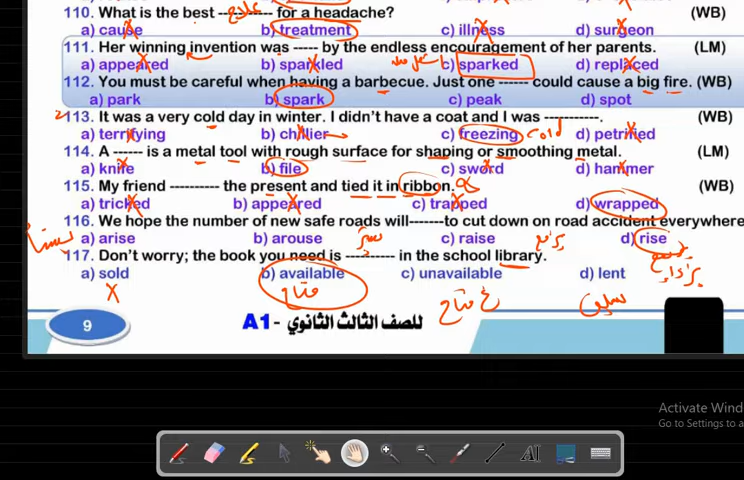 110. What is the best ---------- for a headache? (WB)
a) cause b) treatment c) illness d) surgeon
111. Her winning invention was ----- by the endless encouragement of her parents. (LM)
a) appeared b) sparkled b) sparked d) replaced
112. You must be careful when having a barbecue. Just one ------ could cause a big fire. (WB)
a) park b) spark c) peak d) spot
113. It was a very cold day in winter. I didn't have a coat and I was -----------. (WB)
a) terrifying b) chillier c) freezing cold d) petrified
114. A ------ is a metal tool with rough surface for shaping or smoothing metal. (LM)
a) knife b) file c) sword d) hammer
115. My friend ---------- the present and tied it in ribbon. (WB)
a) tricked b) appeared c) trapped d) wrapped
116. We hope the number of new safe roads will-------to cut down on road accident everywhere
a) arise b) arouse c) raise d) rise
117. Don't worry; the book you need is ----------- in the school library.
a) sold b) available c) unavailable d) lent
متاح غ متاح
9 A1 - للصف الثالث الثانوي
Activate Wind
Go to Settings to a
AI